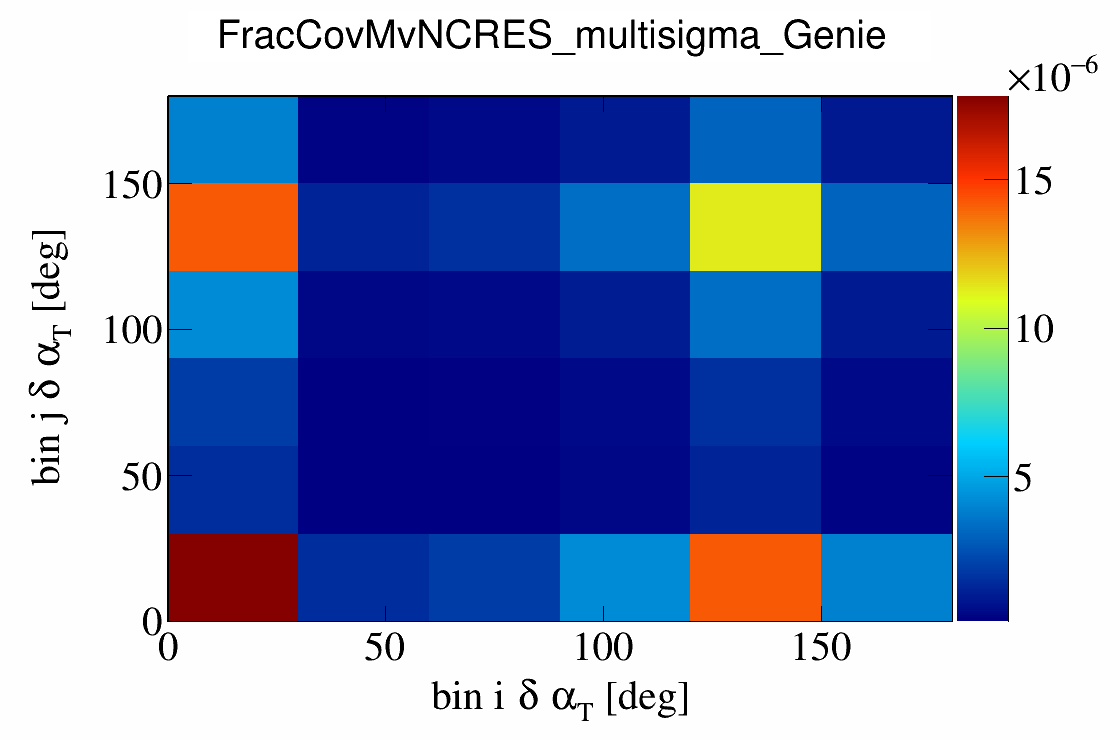 FracCovMvNCRES_multisigma_Genie
×10⁻⁶
150
100
50
0
15
10
5
0 50 100 150
bin j δ α_T [deg]
bin i δ α_T [deg]